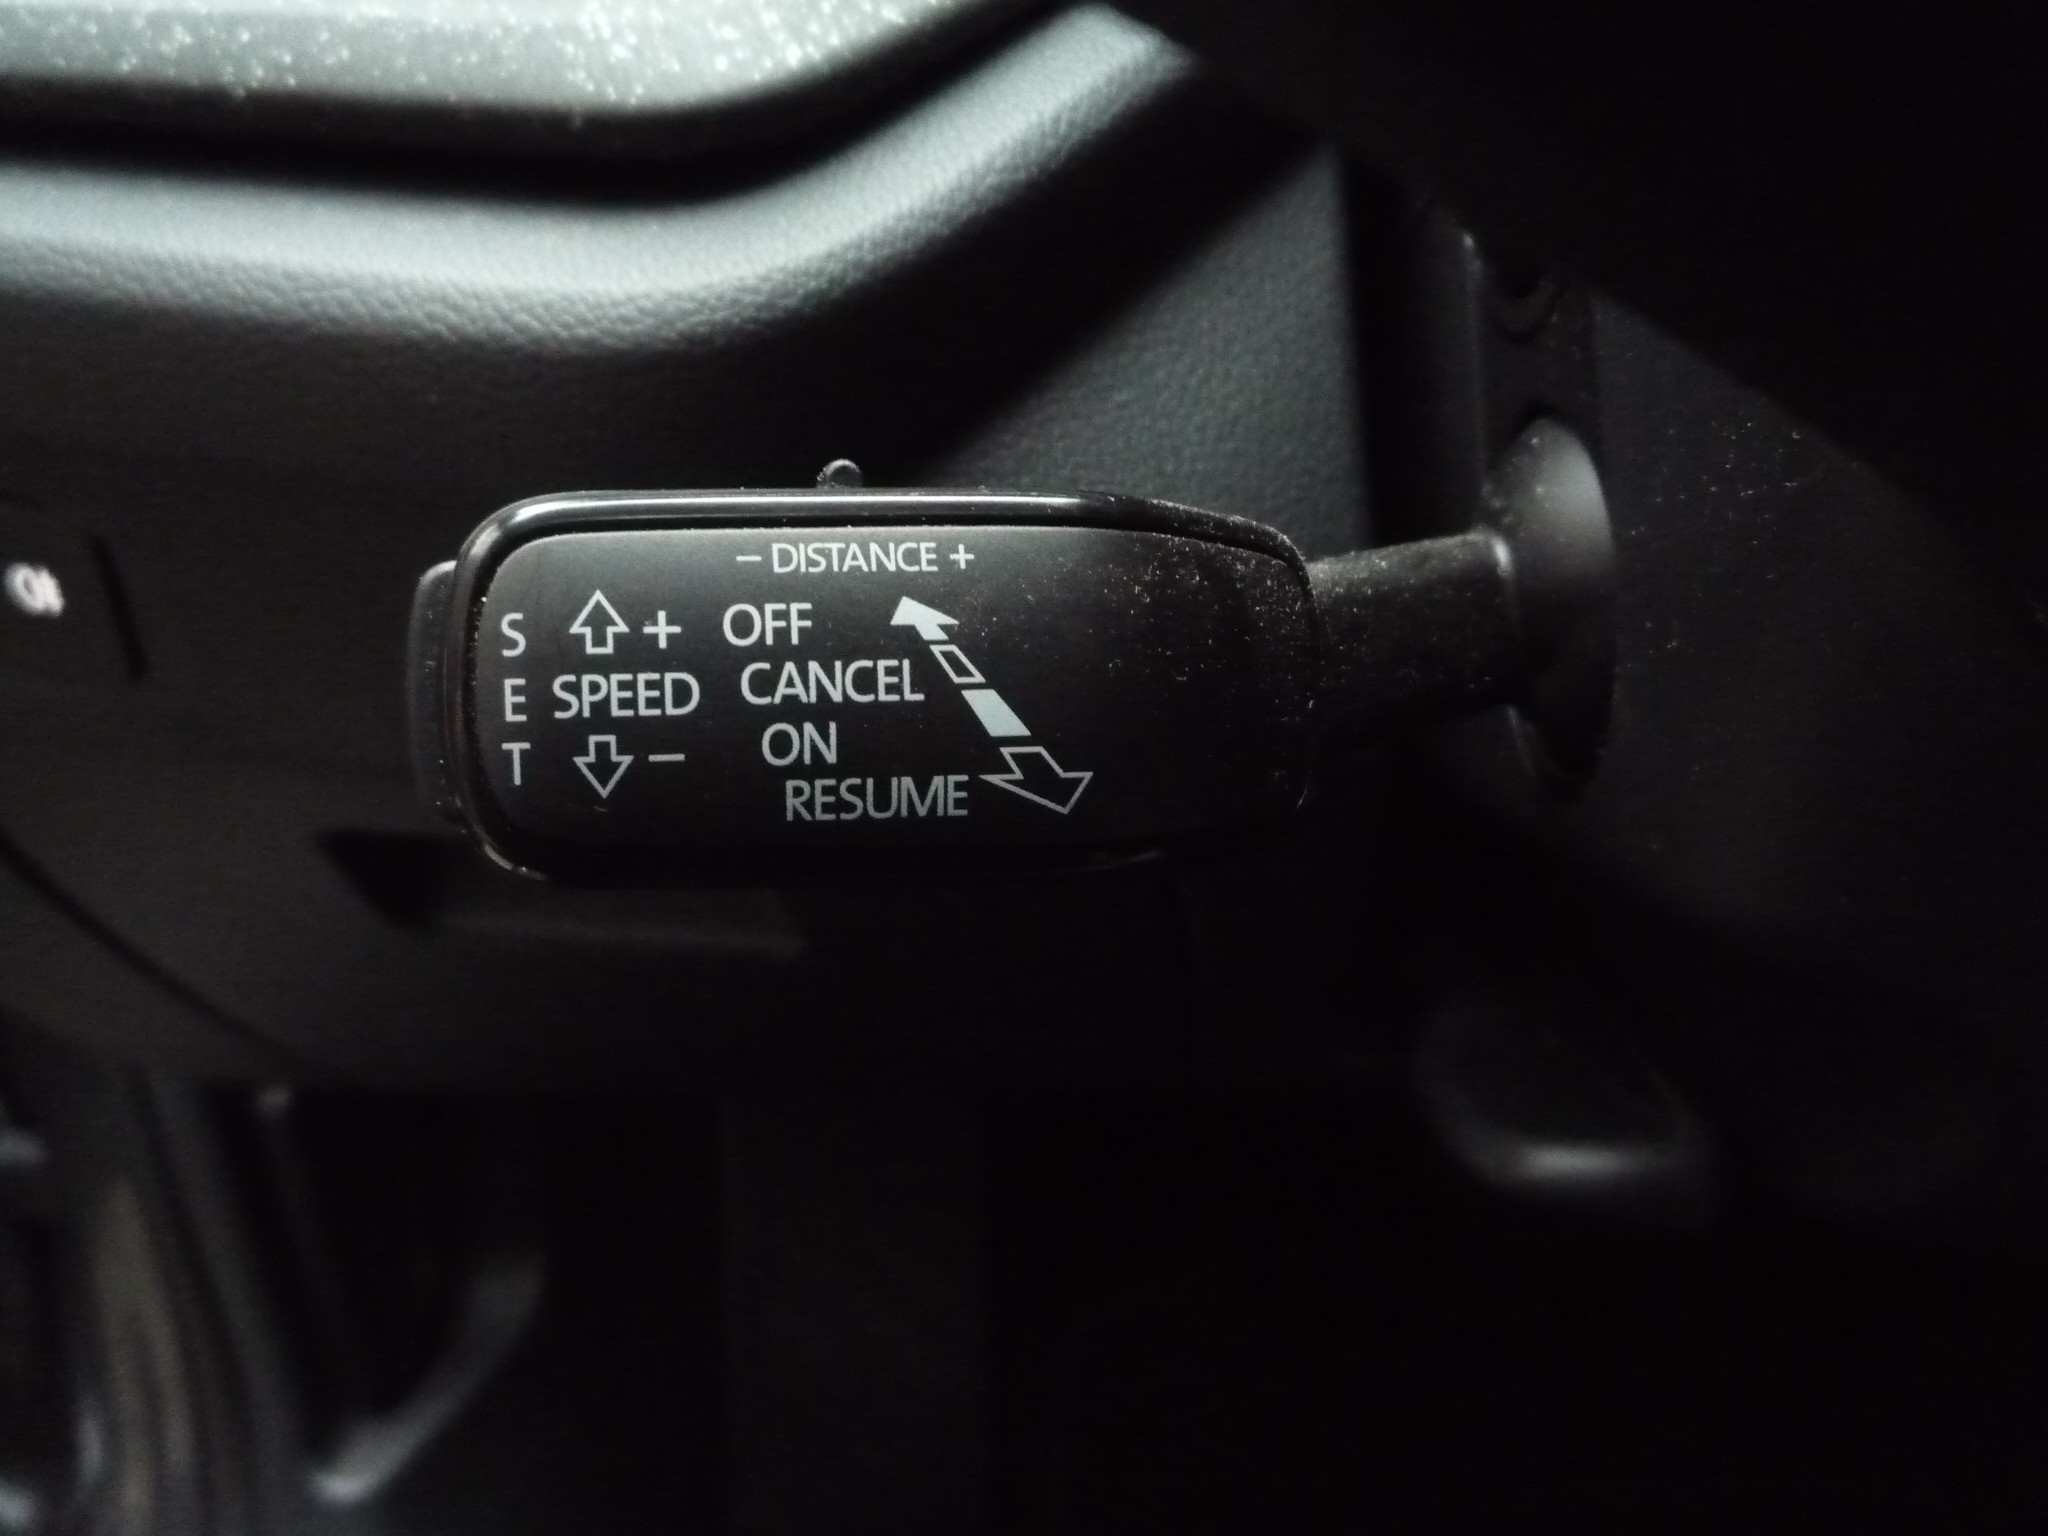 - DISTANCE +
S + OFF
E SPEED CANCEL
T - ON
RESUME